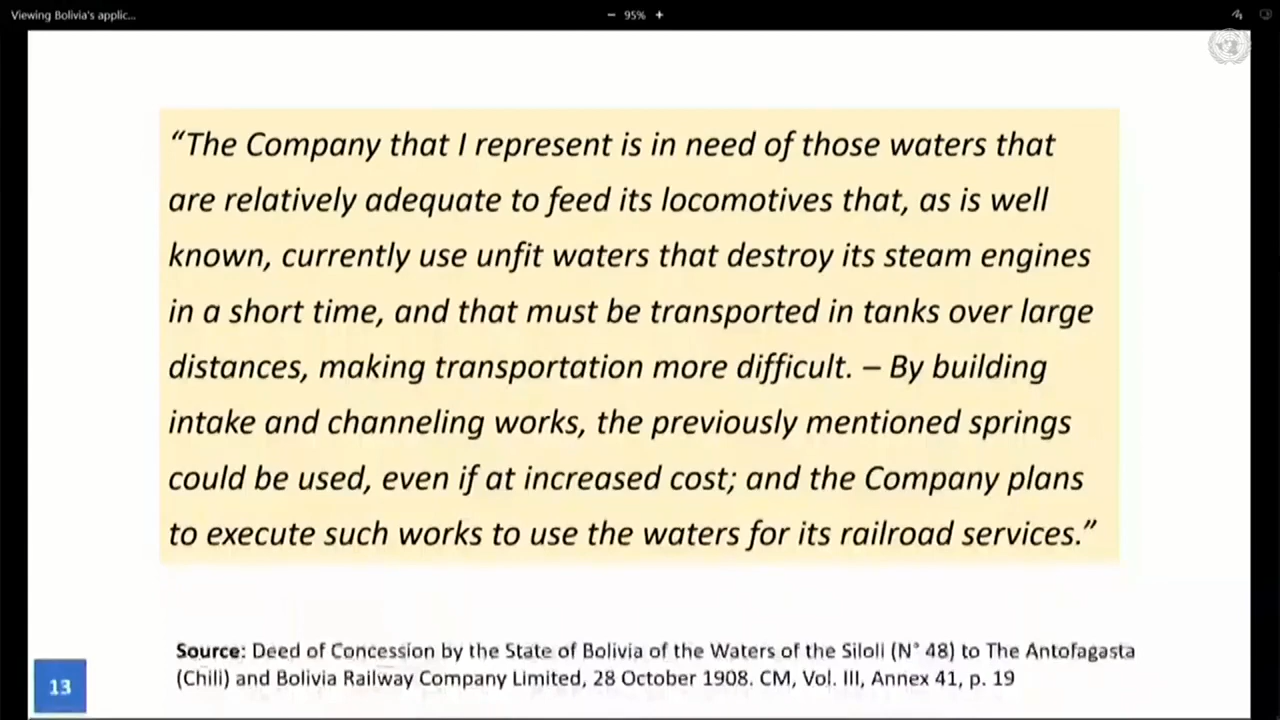 Viewing Bolivia's applic...
− 95% +
“The Company that I represent is in need of those waters that
are relatively adequate to feed its locomotives that, as is well
known, currently use unfit waters that destroy its steam engines
in a short time, and that must be transported in tanks over large
distances, making transportation more difficult. – By building
intake and channeling works, the previously mentioned springs
could be used, even if at increased cost; and the Company plans
to execute such works to use the waters for its railroad services.”
Source: Deed of Concession by the State of Bolivia of the Waters of the Siloli (N° 48) to The Antofagasta
(Chili) and Bolivia Railway Company Limited, 28 October 1908. CM, Vol. III, Annex 41, p. 19
13